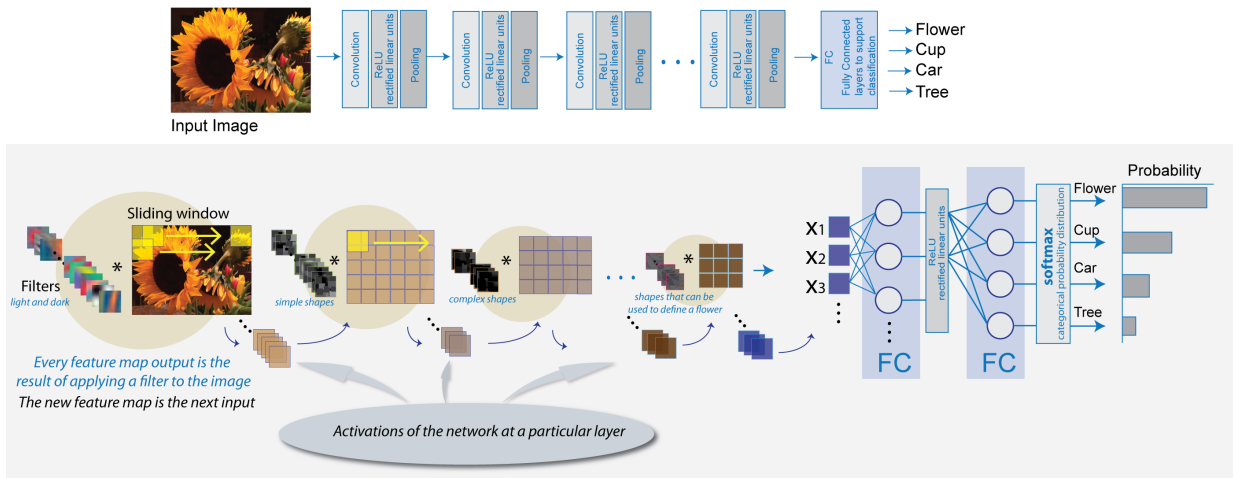 Input Image
Convolution
ReLU
rectified linear units
Pooling
Convolution
ReLU
rectified linear units
Pooling
Convolution
ReLU
rectified linear units
Pooling
Convolution
ReLU
rectified linear units
Pooling
FC
Fully Connected
layers to support
classification
Flower
Cup
Car
Tree
Sliding window
Filters
light and dark
*
simple shapes
*
complex shapes
*
shapes that can be
used to define a flower
*
Every feature map output is the
result of applying a filter to the image
The new feature map is the next input
Activations of the network at a particular layer
X1
X2
X3
FC
ReLU
rectified linear units
FC
softmax
categorical probability distribution
Probability
Flower
Cup
Car
Tree